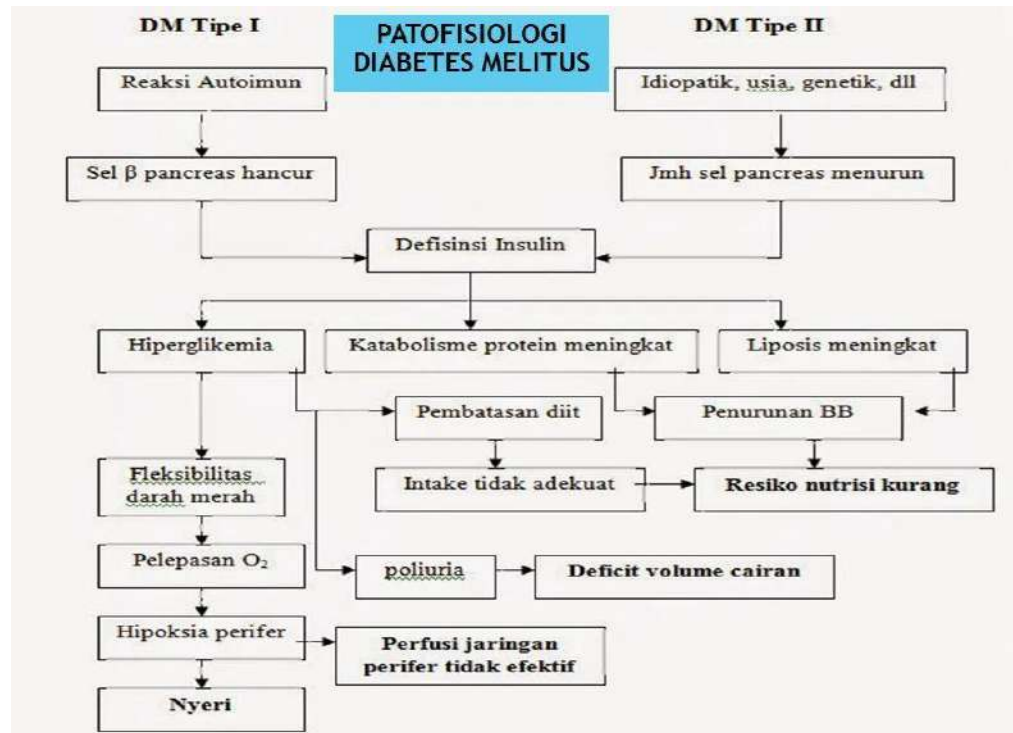 DM Tipe I
PATOFISIOLOGI
DIABETES MELITUS
DM Tipe II
Reaksi Autoimun
Idiopatik, usia, genetik, dll
Sel β pancreas hancur
Jmh sel pancreas menurun
Defisinsi Insulin
Hiperglikemia
Katabolisme protein meningkat
Liposis meningkat
Pembatasan diit
Penurunan BB
Fleksibilitas
darah merah
Intake tidak adekuat
Resiko nutrisi kurang
Pelepasan O₂
poliuria
Deficit volume cairan
Hipoksia perifer
Perfusi jaringan
perifer tidak efektif
Nyeri